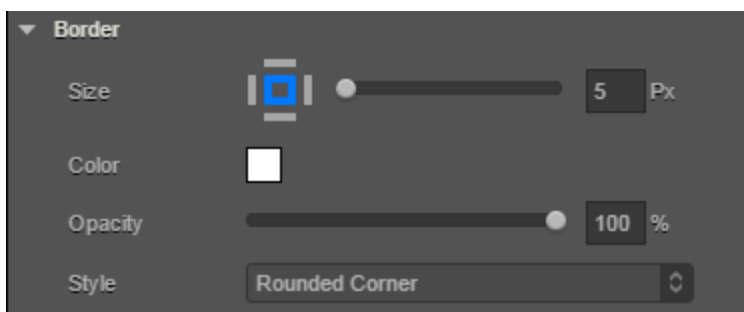 Border
Size 5 Px
Color
Opacity 100 %
Style Rounded Corner